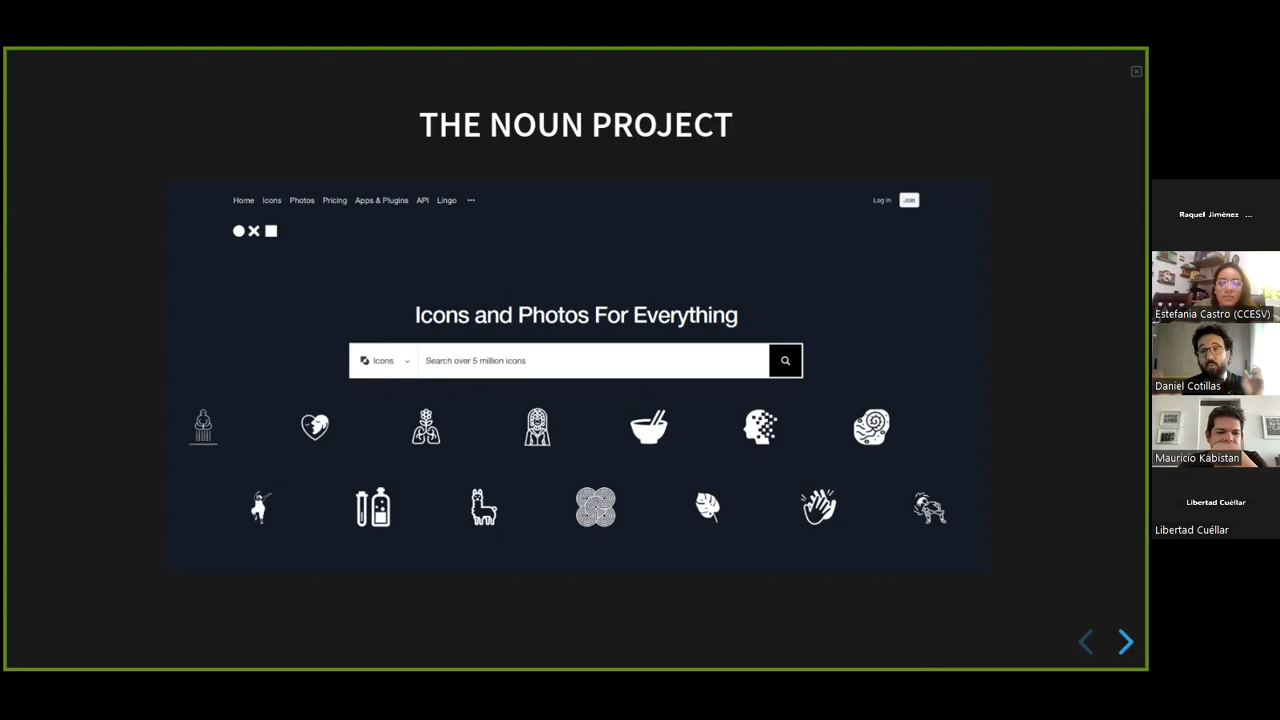 THE NOUN PROJECT
Home Icons Photos Pricing Apps & Plugins API Lingo ···
Log in Join
Icons and Photos For Everything
Icons Search over 5 million icons
Raquel Jiménez ...
Estefania Castro (CCESV)
Daniel Cotillas
Mauricio Kabistan
Libertad Cuéllar
Libertad Cuéllar